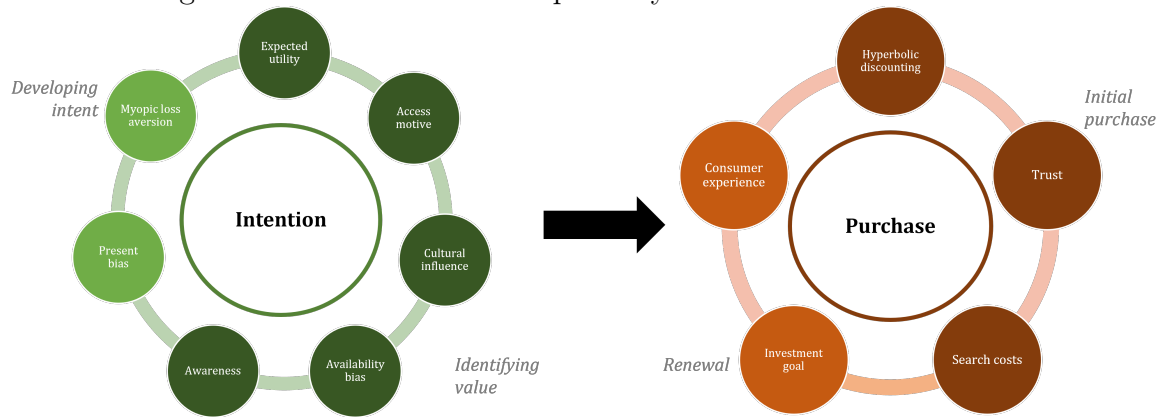 Expected
utility
Developing
intent
Myopic loss
aversion
Access
motive
Intention
Present
bias
Cultural
influence
Awareness
Availability
bias
Identifying
value
Hyperbolic
discounting
Initial
purchase
Consumer
experience
Trust
Purchase
Renewal
Investment
goal
Search costs